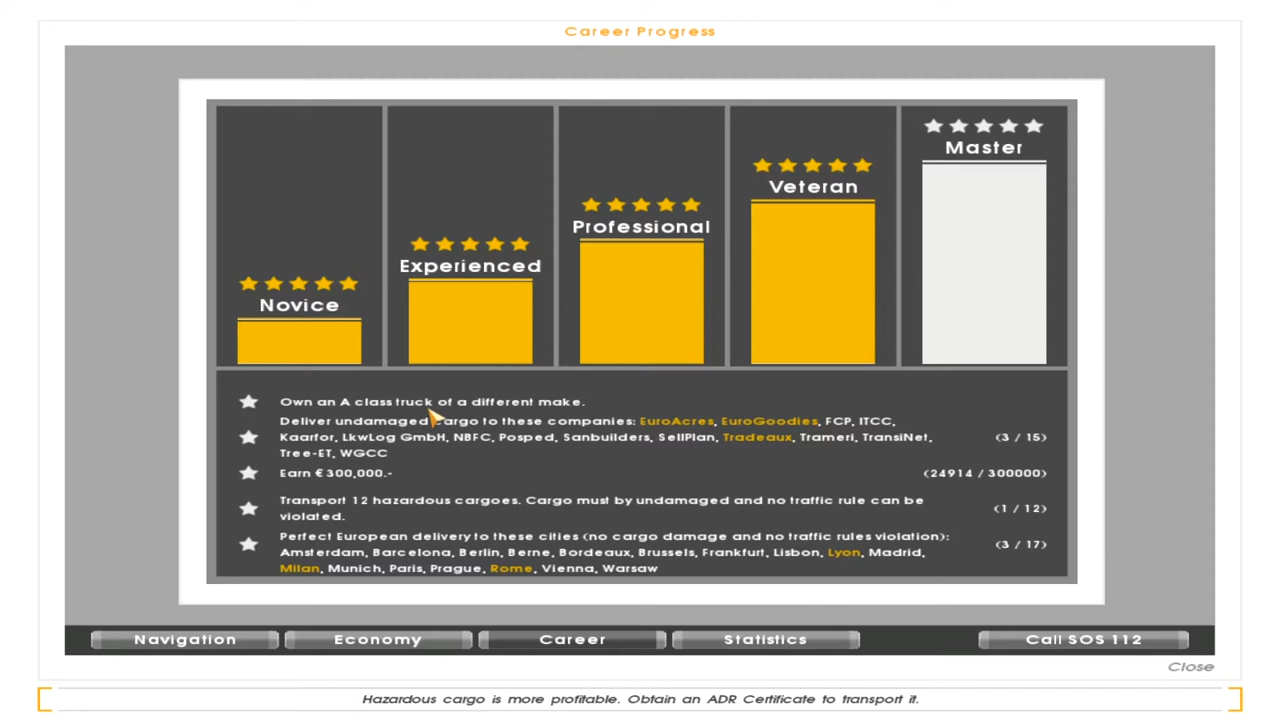 Career Progress
Master
Veteran
Professional
Experienced
Novice
Own an A class truck of a different make.
Deliver undamaged cargo to these companies: EuroAcres, EuroGoodies, FCP, ITCC,
Kaarfor, LkwLog GmbH, NBFC, Posped, Sanbuilders, SellPlan, Tradeaux, Trameri, TransiNet,
Tree-ET, WGCC
(3 / 15)
Earn € 300,000.-
(24914 / 300000)
Transport 12 hazardous cargoes. Cargo must by undamaged and no traffic rule can be
violated.
(1 / 12)
Perfect European delivery to these cities (no cargo damage and no traffic rules violation):
Amsterdam, Barcelona, Berlin, Berne, Bordeaux, Brussels, Frankfurt, Lisbon, Lyon, Madrid,
Milan, Munich, Paris, Prague, Rome, Vienna, Warsaw
(3 / 17)
Navigation
Economy
Career
Statistics
Call SOS 112
Close
Hazardous cargo is more profitable. Obtain an ADR Certificate to transport it.